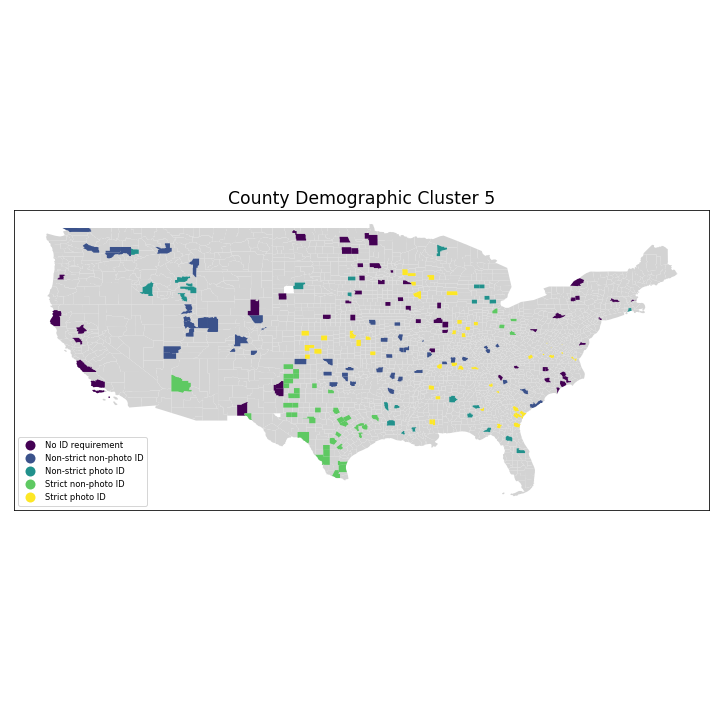 County Demographic Cluster 5
No ID requirement
Non-strict non-photo ID
Non-strict photo ID
Strict non-photo ID
Strict photo ID